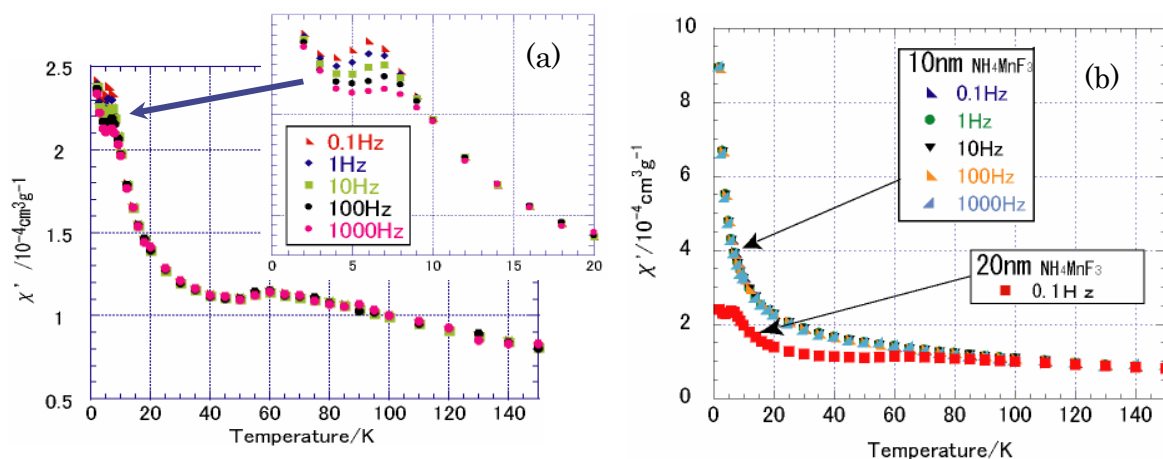 (a)
0.1Hz
1Hz
10Hz
100Hz
1000Hz
0 5 10 15 20
χ' /10⁻⁴cm³g⁻¹
2.5
2
1.5
1
0.5
0 20 40 60 80 100 120 140
Temperature/K
(b)
10nm NH₄MnF₃
0.1Hz
1Hz
10Hz
100Hz
1000Hz
20nm NH₄MnF₃
0.1Hz
χ' /10⁻⁴cm³g⁻¹
10
8
6
4
2
0
0 20 40 60 80 100 120 140
Temperature/K